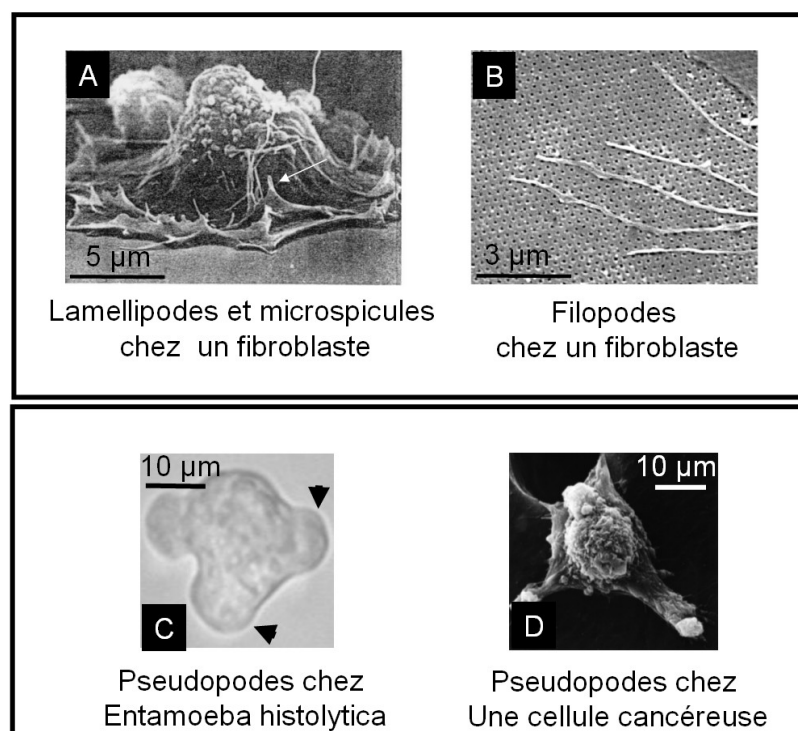 A
5 µm
Lamellipodes et microspicules
chez un fibroblaste
B
3 µm
Filopodes
chez un fibroblaste
10 µm
C
Pseudopodes chez
Entamoeba histolytica
10 µm
D
Pseudopodes chez
Une cellule cancéreuse